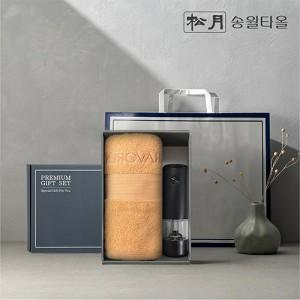 松月 송월타올
PREMIUM
GIFT SET
Special Gift For You